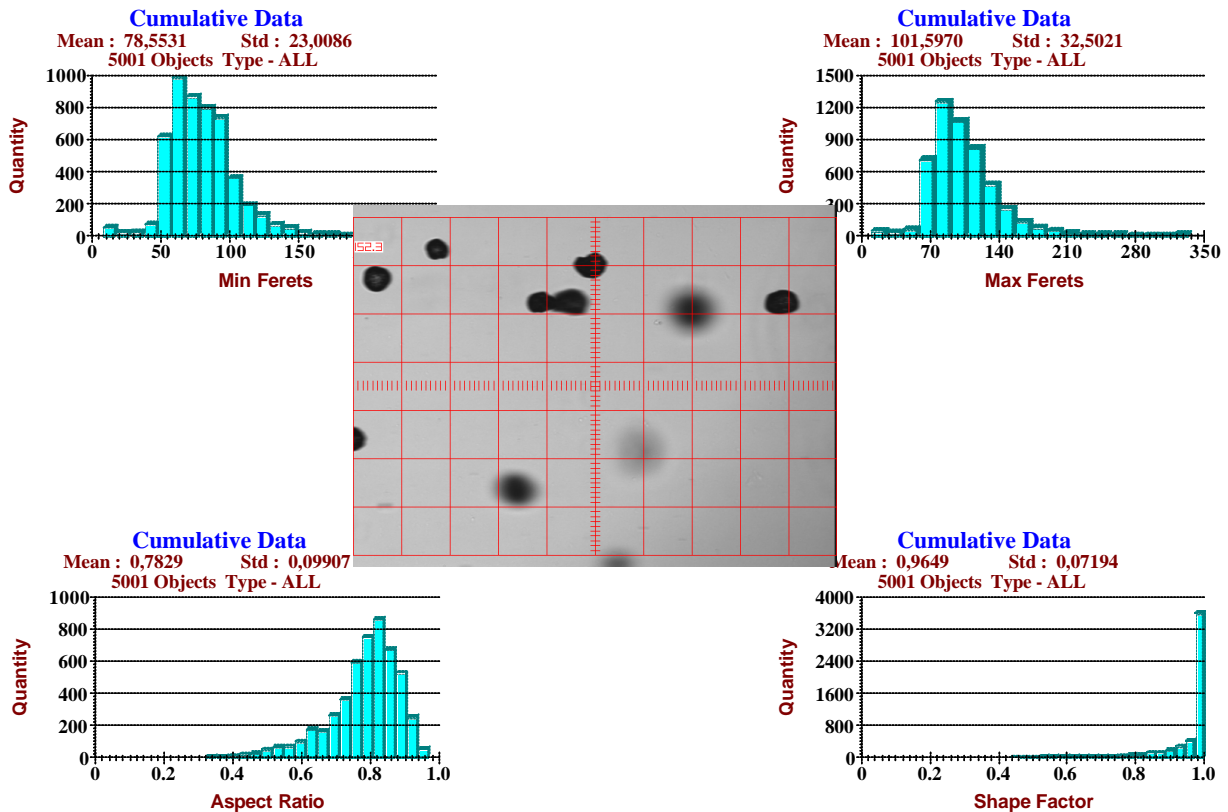 Cumulative Data
Mean : 78,5531 Std : 23,0086
5001 Objects Type - ALL
1000
800
600
400
200
0
0 50 100 150
Quantity
Min Ferets
Cumulative Data
Mean : 101,5970 Std : 32,5021
5001 Objects Type - ALL
1500
1200
900
600
300
0
0 70 140 210 280 350
Quantity
Max Ferets
152.3
Cumulative Data
Mean : 0,7829 Std : 0,09907
5001 Objects Type - ALL
1000
800
600
400
200
0
0 0.2 0.4 0.6 0.8 1.0
Quantity
Aspect Ratio
Cumulative Data
Mean : 0,9649 Std : 0,07194
5001 Objects Type - ALL
4000
3200
2400
1600
800
0
0 0.2 0.4 0.6 0.8 1.0
Quantity
Shape Factor